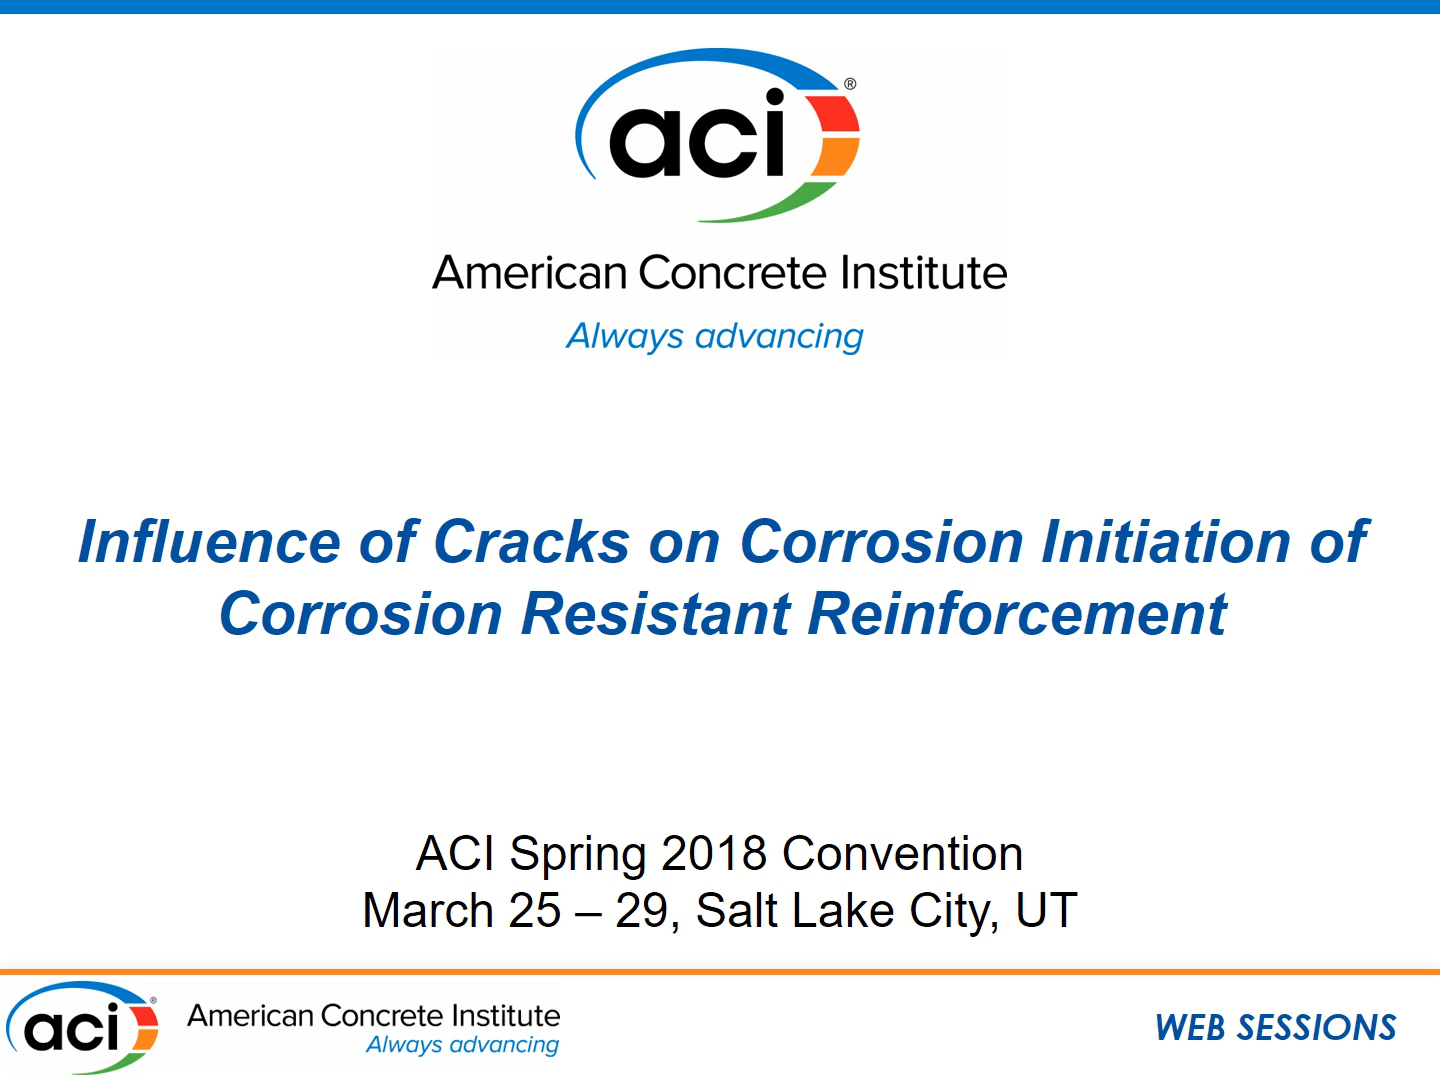 aci®
American Concrete Institute
Always advancing
Influence of Cracks on Corrosion Initiation of
Corrosion Resistant Reinforcement
ACI Spring 2018 Convention
March 25 – 29, Salt Lake City, UT
aci®
American Concrete Institute
Always advancing
WEB SESSIONS